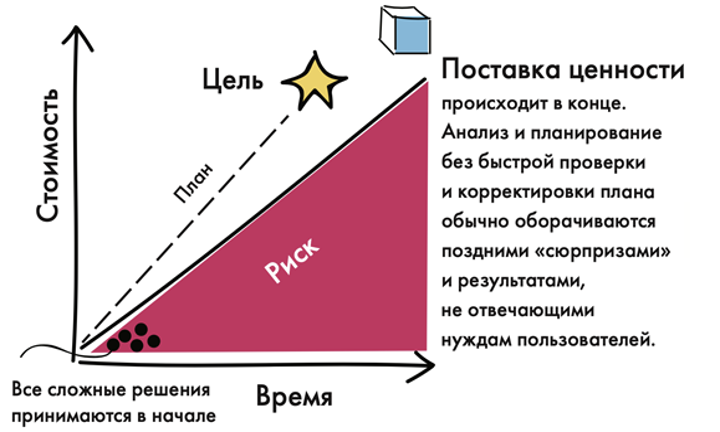 Стоимость
Цель
План
Риск
Поставка ценности
происходит в конце.
Анализ и планирование
без быстрой проверки
и корректировки плана
обычно оборачиваются
поздними «сюрпризами»
и результатами,
не отвечающими
нуждам пользователей.
Все сложные решения
принимаются в начале
Время